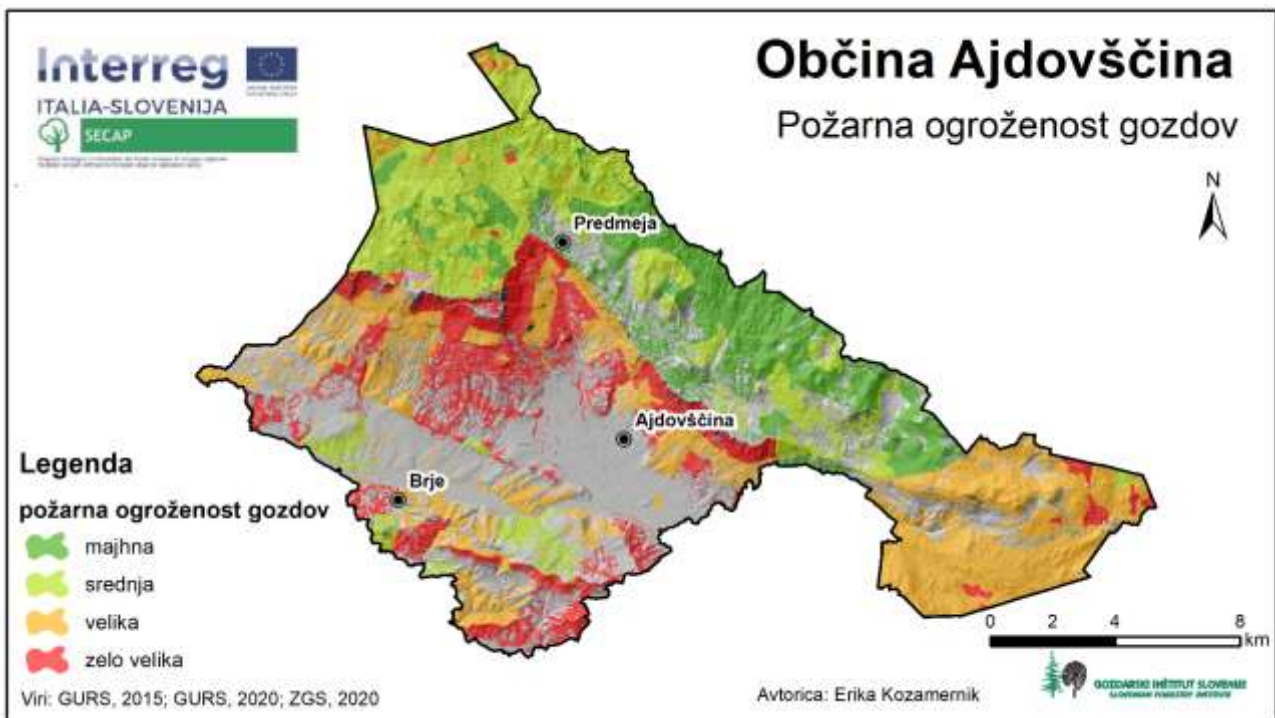 Interreg
ITALIA-SLOVENIJA
SECAP
Občina Ajdovščina
Požarna ogroženost gozdov
N
Predmeja
Ajdovščina
Brje
Legenda
požarna ogroženost gozdov
majhna
srednja
velika
zelo velika
0 2 4 8
km
Viri: GURS, 2015; GURS, 2020; ZGS, 2020
Avtorica: Erika Kozamernik
GOZDARSKI INŠTITUT SLOVENIJE
SLOVENIAN FORESTRY INSTITUTE